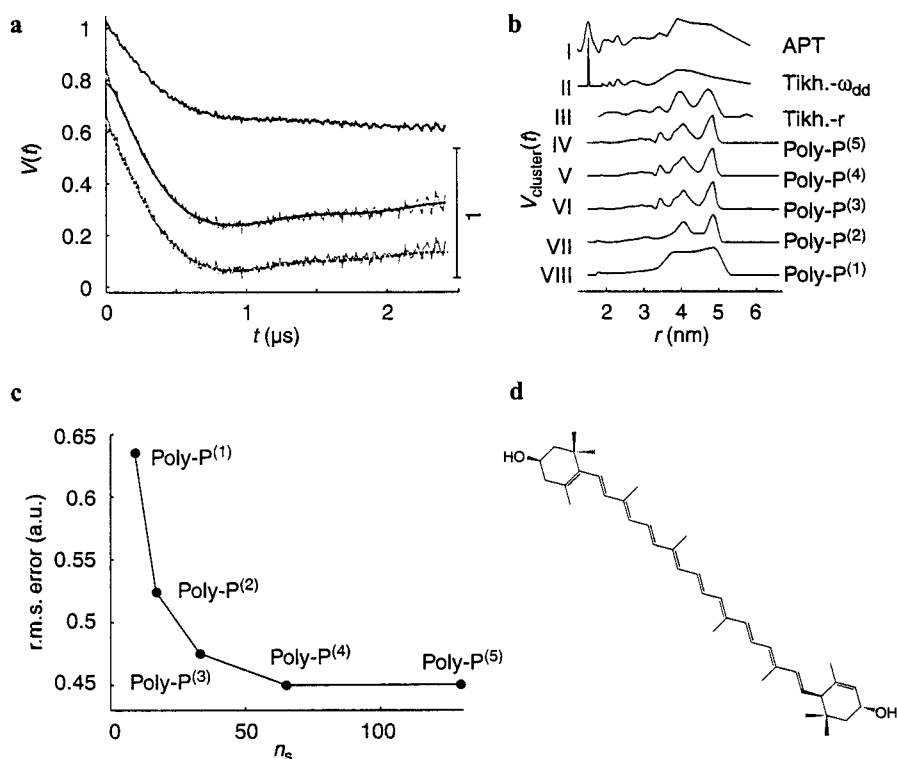 a
1
0.8
0.6
0.4
0.2
0
V(t)
0
1
2
t (μs)
1
b
I
II
III
IV
V
VI
VII
VIII
V_cluster(t)
APT
Tikh.-ω_dd
Tikh.-r
Poly-P^(5)
Poly-P^(4)
Poly-P^(3)
Poly-P^(2)
Poly-P^(1)
2 3 4 5 6
r (nm)
c
0.65
0.6
0.55
0.5
0.45
r.m.s. error (a.u.)
Poly-P^(1)
Poly-P^(2)
Poly-P^(3)
Poly-P^(4)
Poly-P^(5)
0 50 100
n_s
d
HO
OH